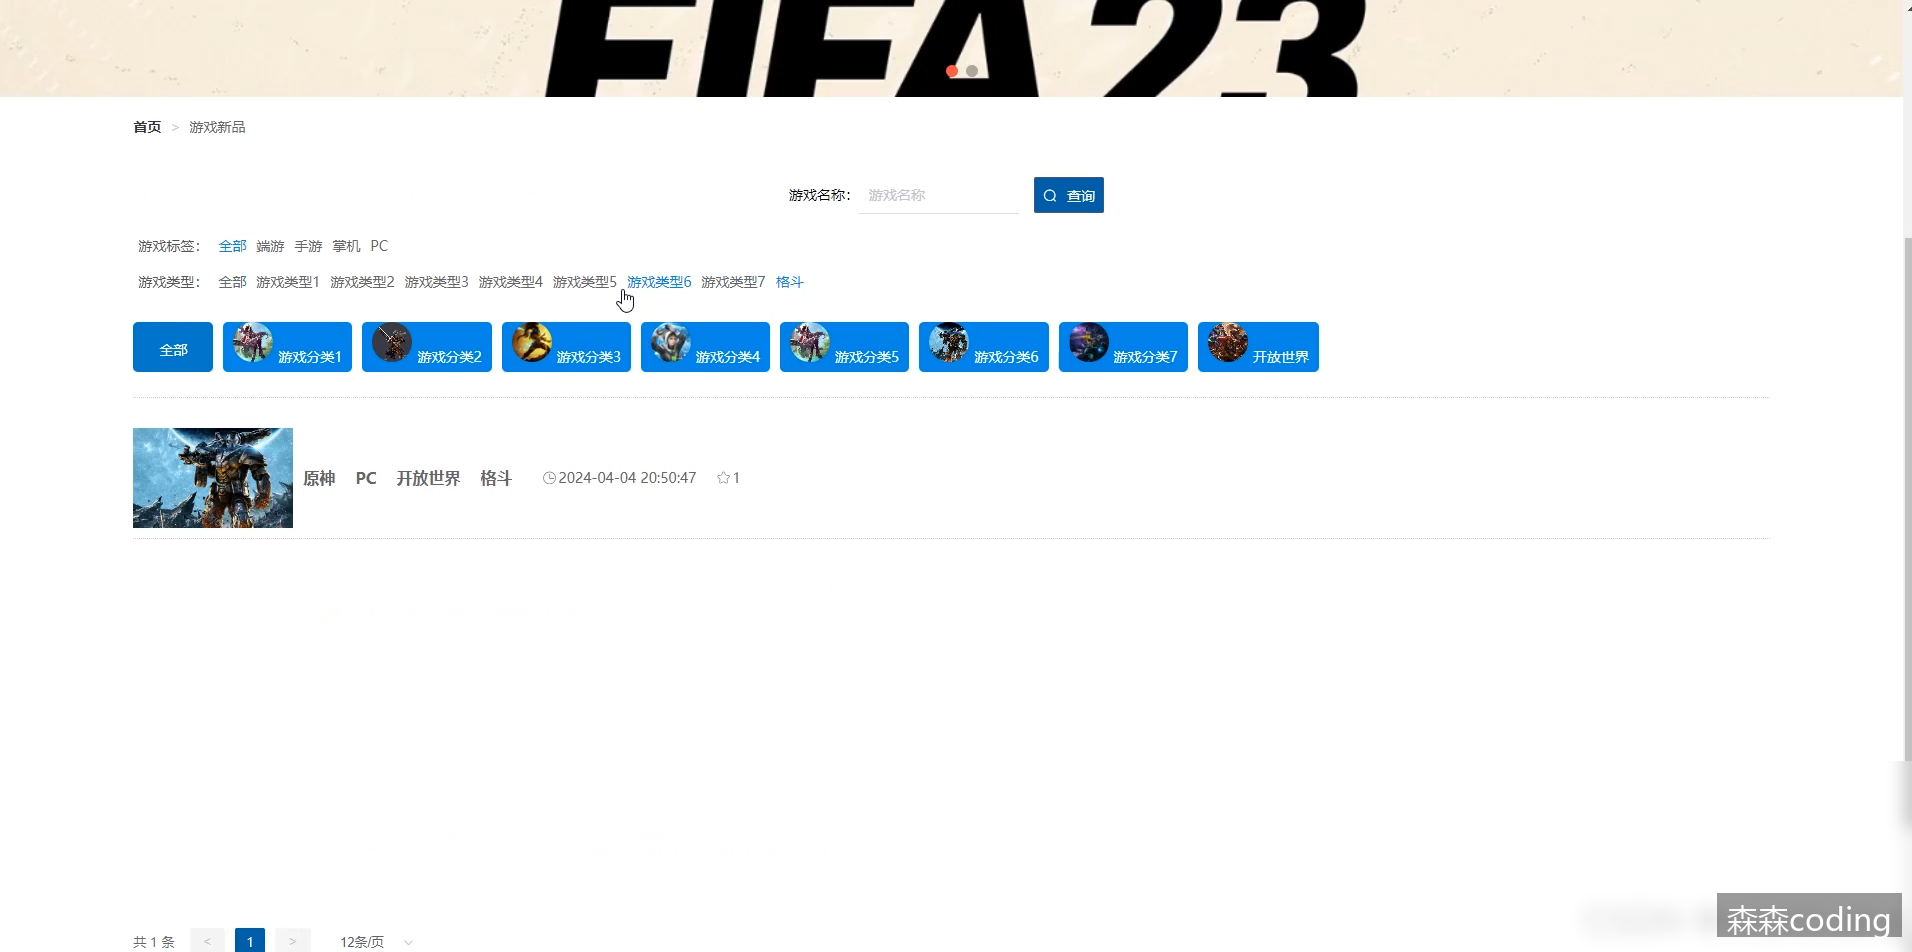 FIFA 23
首页 > 游戏新品
游戏名称： 游戏名称 查询
游戏标签： 全部 端游 手游 掌机 PC
游戏类型： 全部 游戏类型1 游戏类型2 游戏类型3 游戏类型4 游戏类型5 游戏类型6 游戏类型7 格斗
全部 游戏分类1 游戏分类2 游戏分类3 游戏分类4 游戏分类5 游戏分类6 游戏分类7 开放世界
原神 PC 开放世界 格斗 2024-04-04 20:50:47 1
共 1 条 < 1 > 12条/页
森森coding